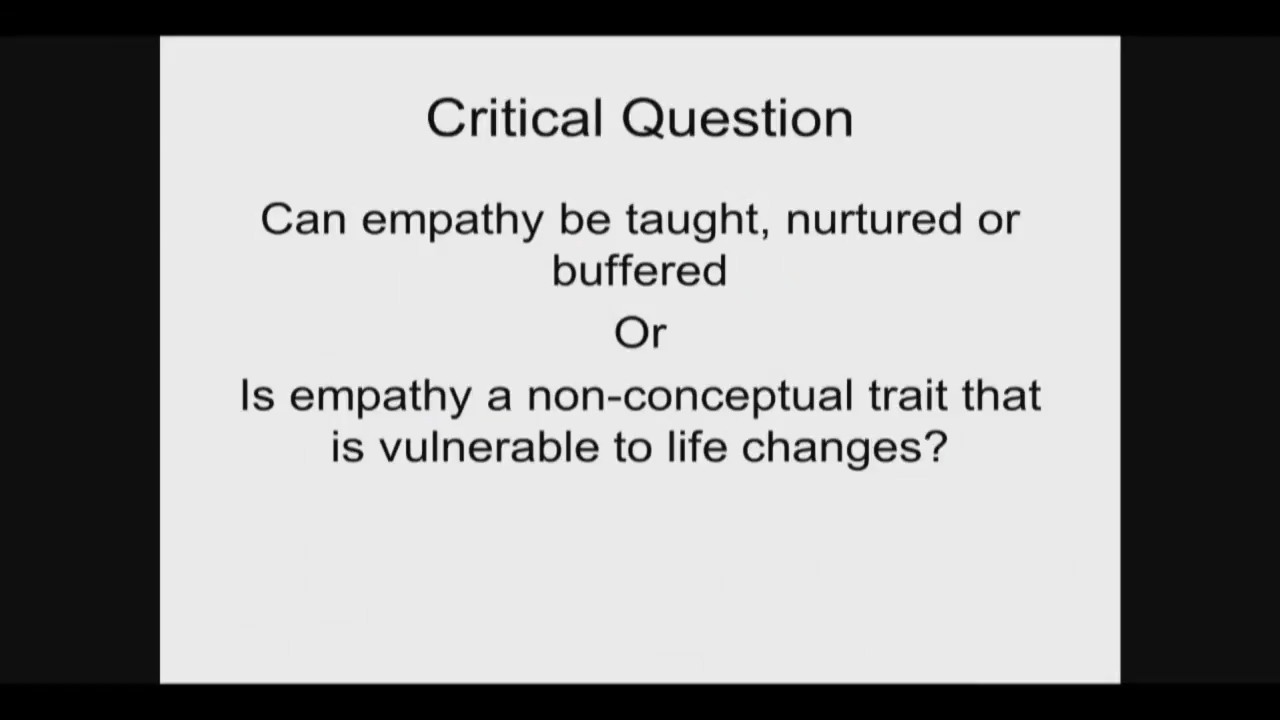 Critical Question
Can empathy be taught, nurtured or
buffered
Or
Is empathy a non-conceptual trait that
is vulnerable to life changes?